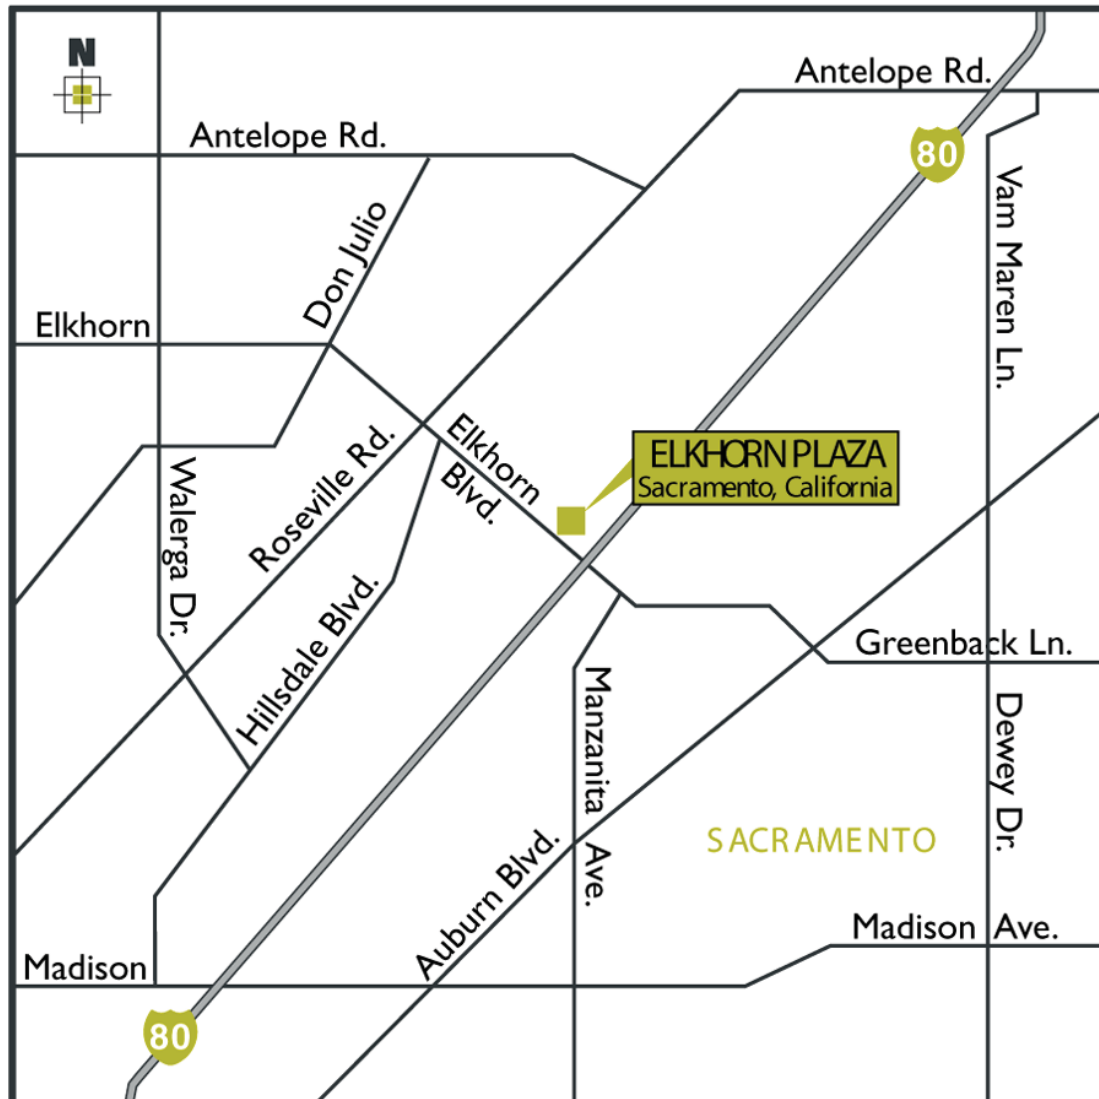 N
Antelope Rd.
Antelope Rd.
80
Don Julio
Vam Maren Ln.
Elkhorn
Elkhorn
Blvd.
Roseville Rd.
ELKHORN PLAZA
Sacramento, California
Walerga Dr.
Hillsdale Blvd.
Greenback Ln.
Manzanita Ave.
Dewey Dr.
SACRAMENTO
Auburn Blvd.
Madison Ave.
Madison
80